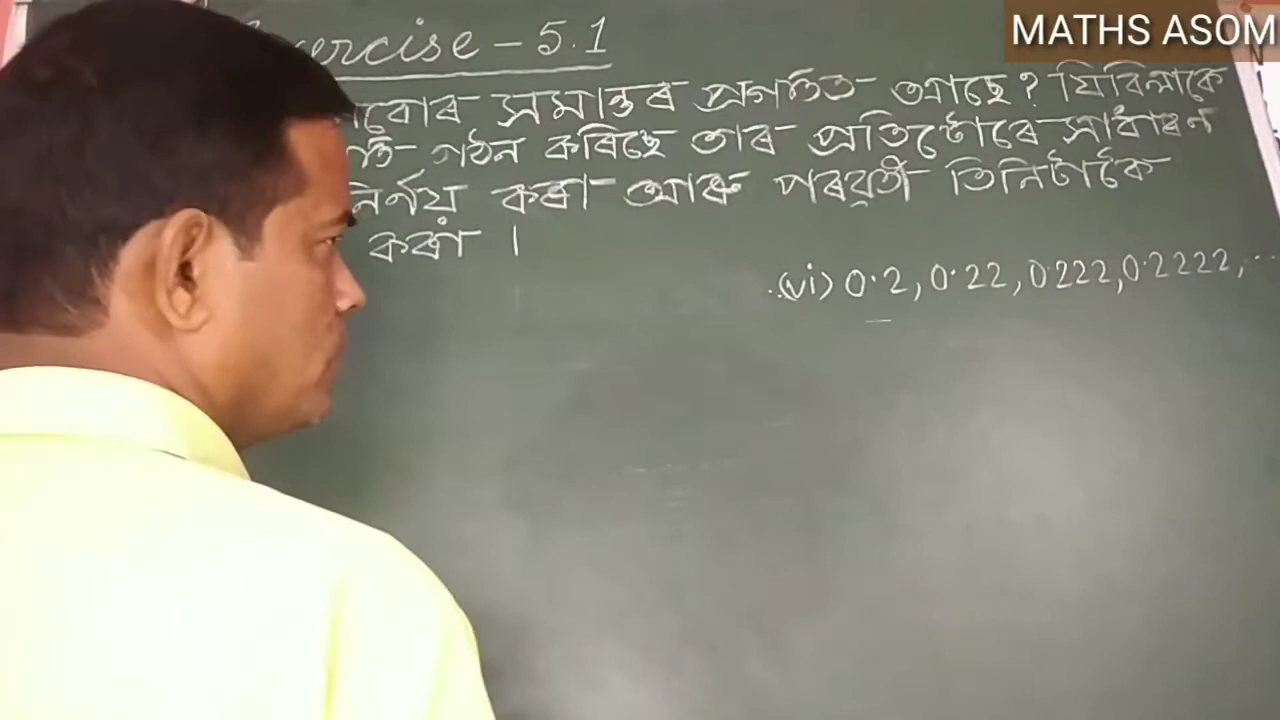 MATHS ASOM
Exercise - 5.1
সমান্তৰ প্ৰগতিত আছে? যিবিলাকে
গঠন কৰিছে তাৰ প্ৰতিটোৰে সাধাৰণ
নিৰ্ণয় কৰা আৰু পৰৱৰ্তী তিনিটাকৈ
কৰা ।
(vi) 0.2, 0.22, 0.222, 0.2222, ...